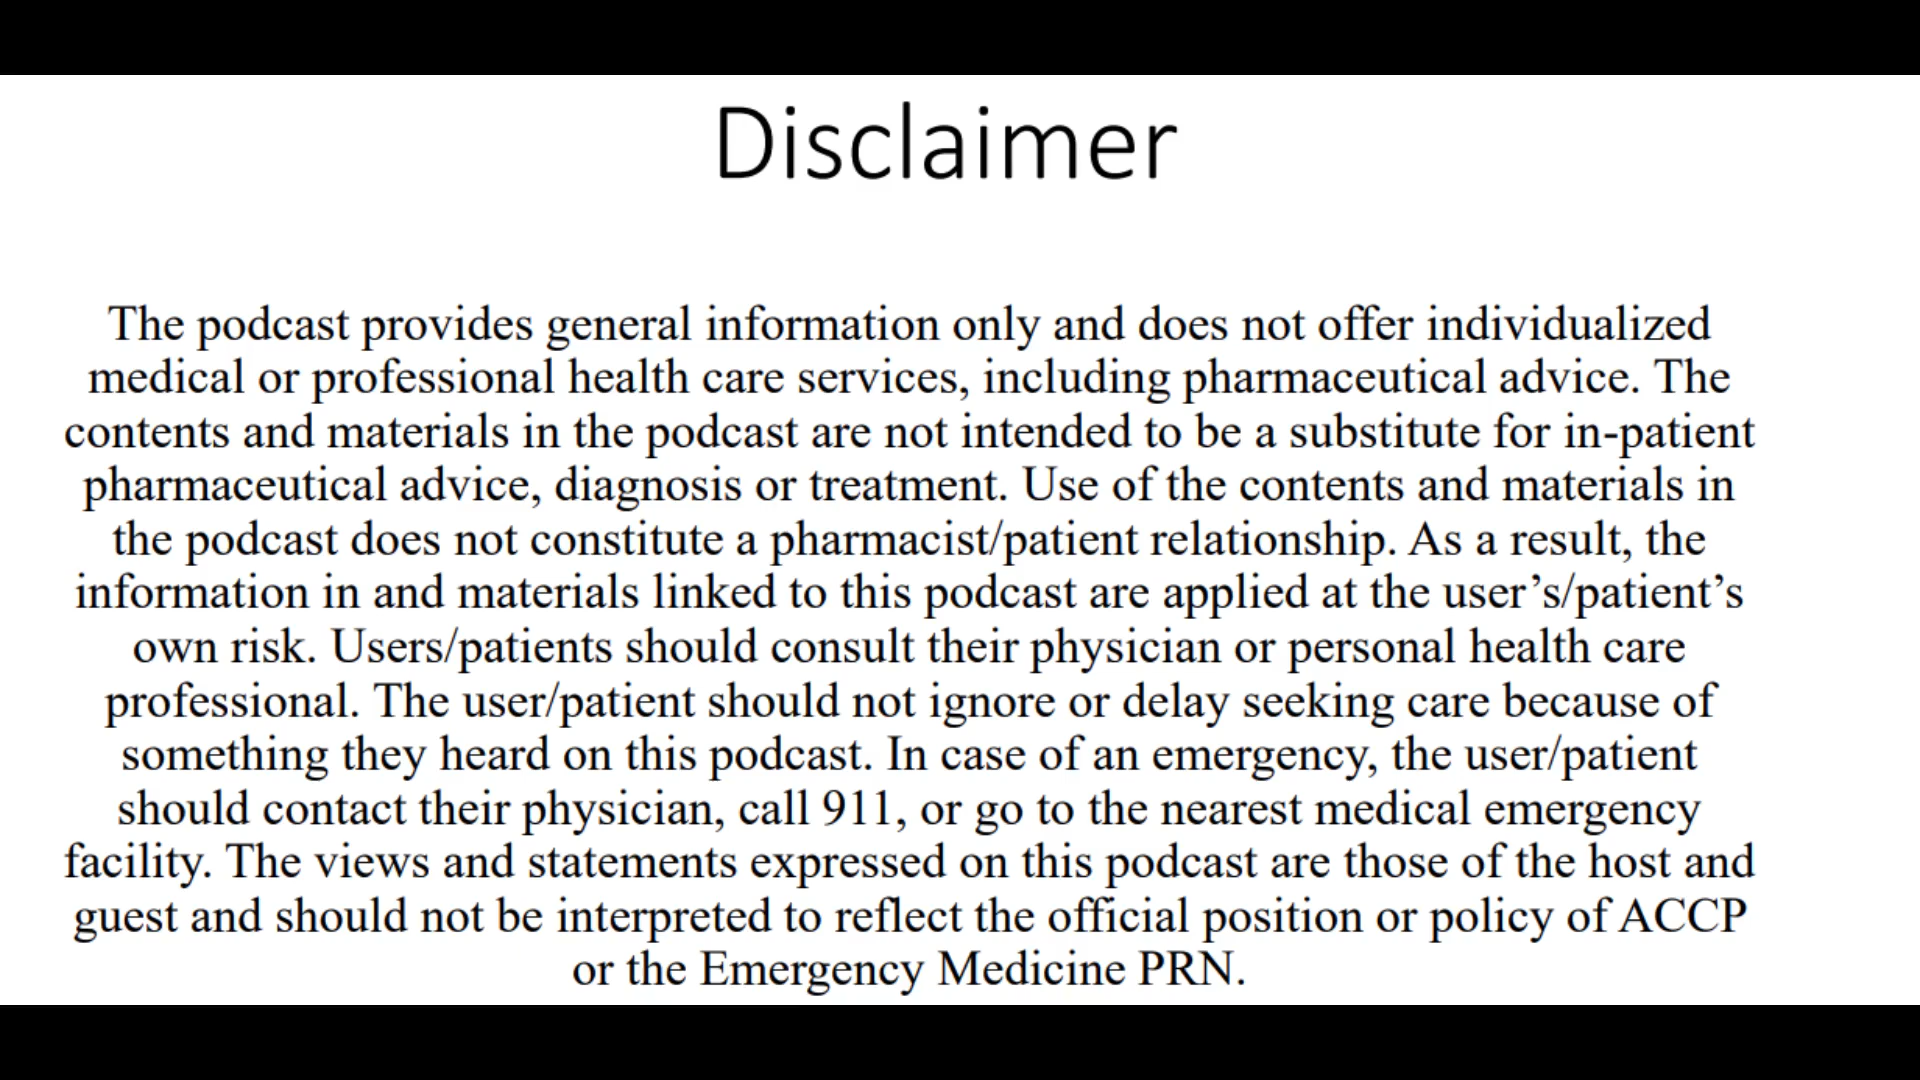 Disclaimer
The podcast provides general information only and does not offer individualized
medical or professional health care services, including pharmaceutical advice. The
contents and materials in the podcast are not intended to be a substitute for in-patient
pharmaceutical advice, diagnosis or treatment. Use of the contents and materials in
the podcast does not constitute a pharmacist/patient relationship. As a result, the
information in and materials linked to this podcast are applied at the user’s/patient’s
own risk. Users/patients should consult their physician or personal health care
professional. The user/patient should not ignore or delay seeking care because of
something they heard on this podcast. In case of an emergency, the user/patient
should contact their physician, call 911, or go to the nearest medical emergency
facility. The views and statements expressed on this podcast are those of the host and
guest and should not be interpreted to reflect the official position or policy of ACCP
or the Emergency Medicine PRN.